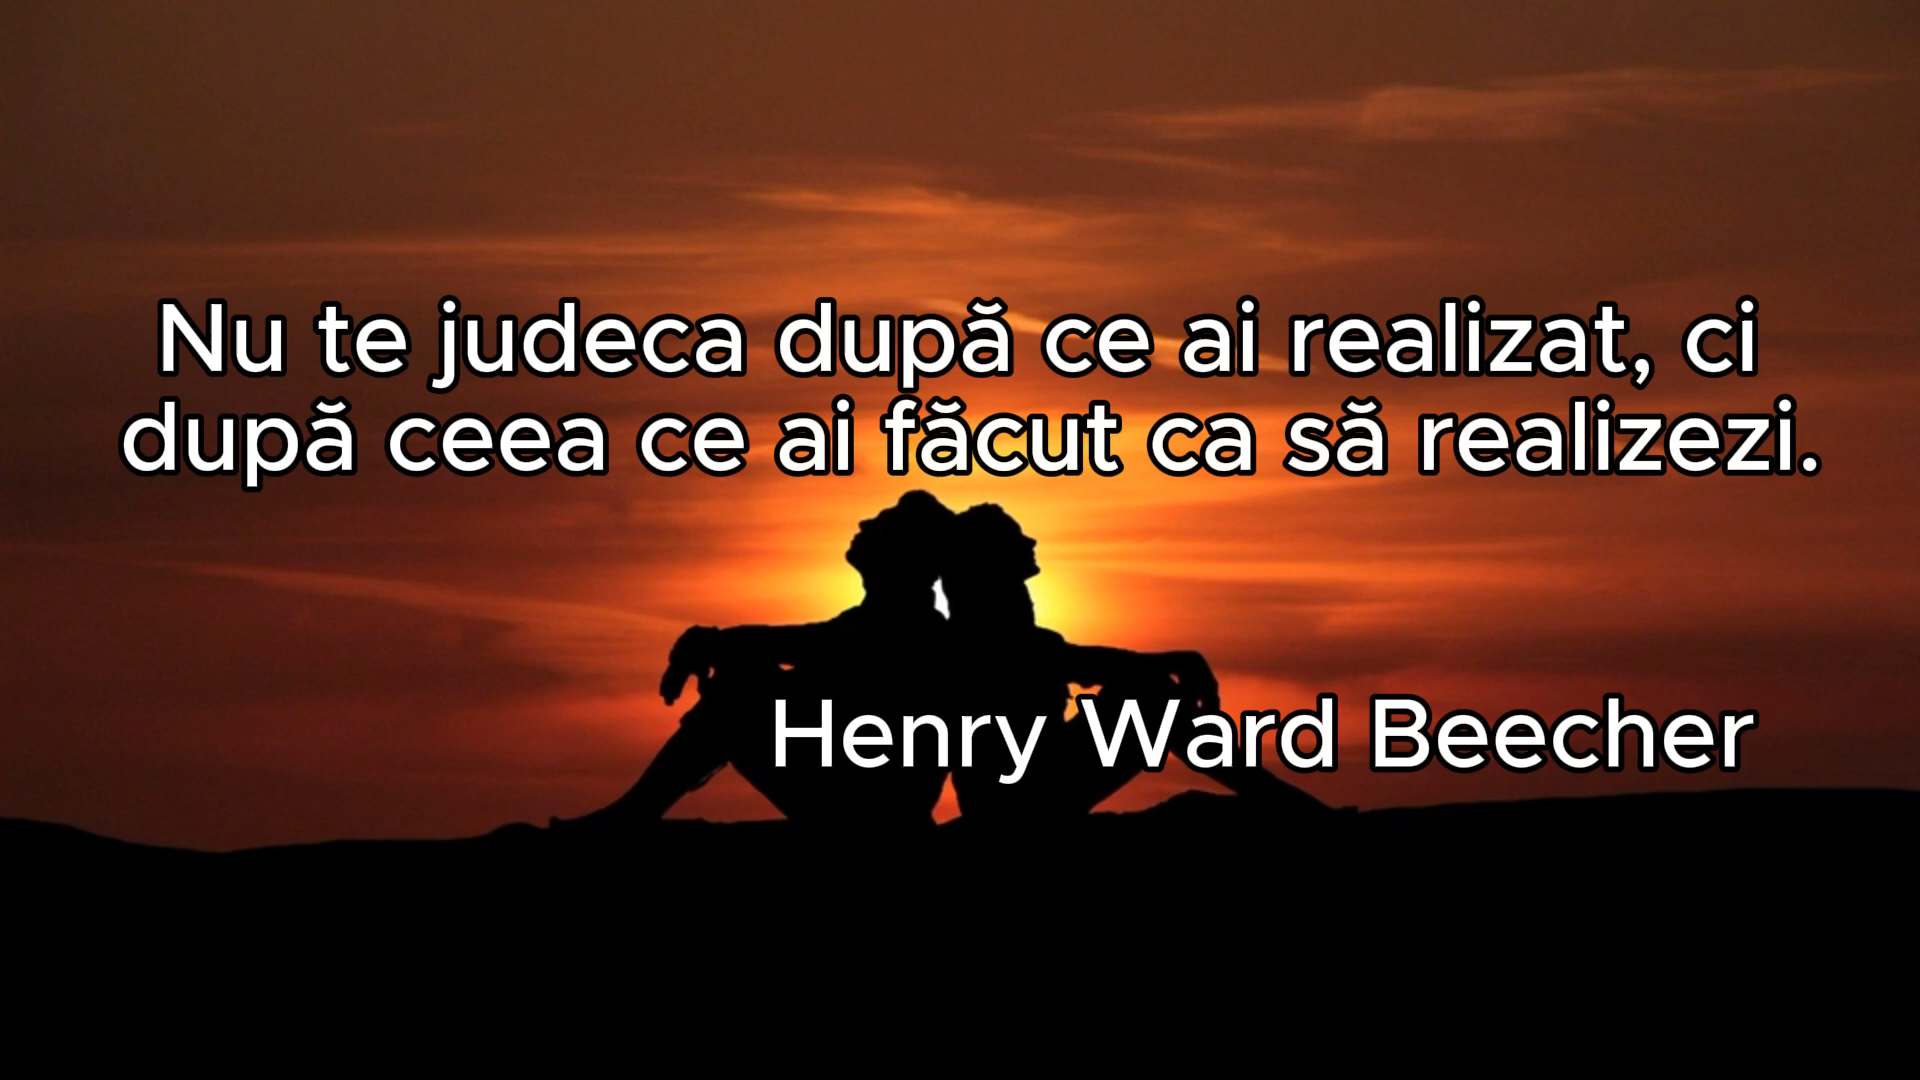 Nu te judeca după ce ai realizat, ci
după ceea ce ai făcut ca să realizezi.
Henry Ward Beecher